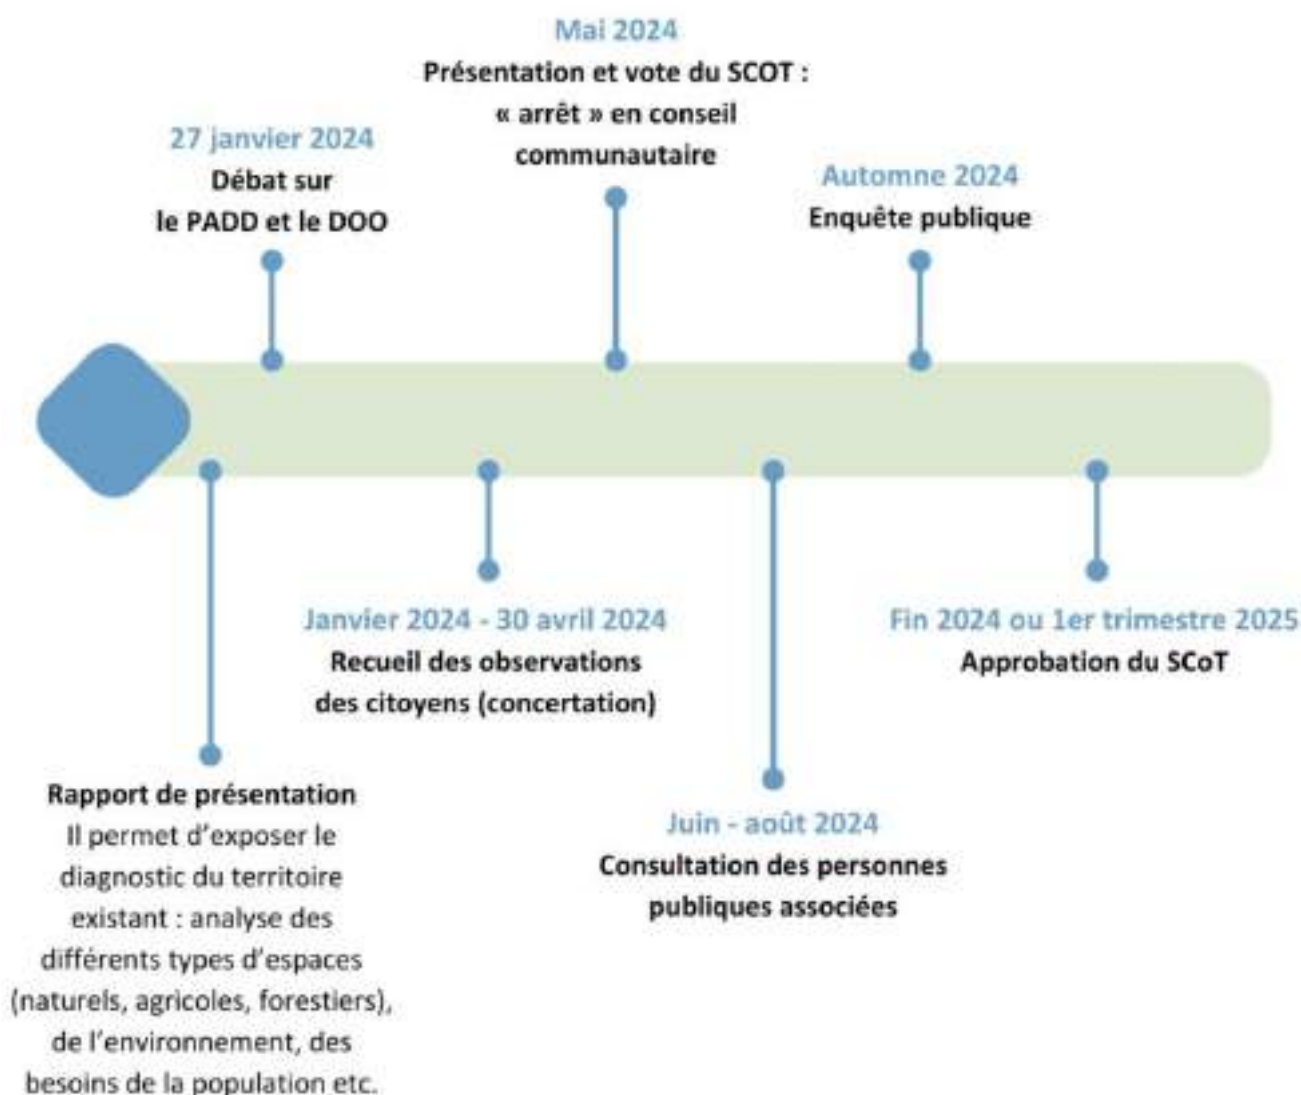 Mai 2024
Présentation et vote du SCOT :
« arrêt » en conseil
communautaire
27 janvier 2024
Débat sur
le PADD et le DOO
Automne 2024
Enquête publique
Janvier 2024 - 30 avril 2024
Recueil des observations
des citoyens (concertation)
Fin 2024 ou 1er trimestre 2025
Approbation du SCoT
Rapport de présentation
Il permet d'exposer le
diagnostic du territoire
existant : analyse des
différents types d'espaces
(naturels, agricoles, forestiers),
de l'environnement, des
besoins de la population etc.
Juin - août 2024
Consultation des personnes
publiques associées